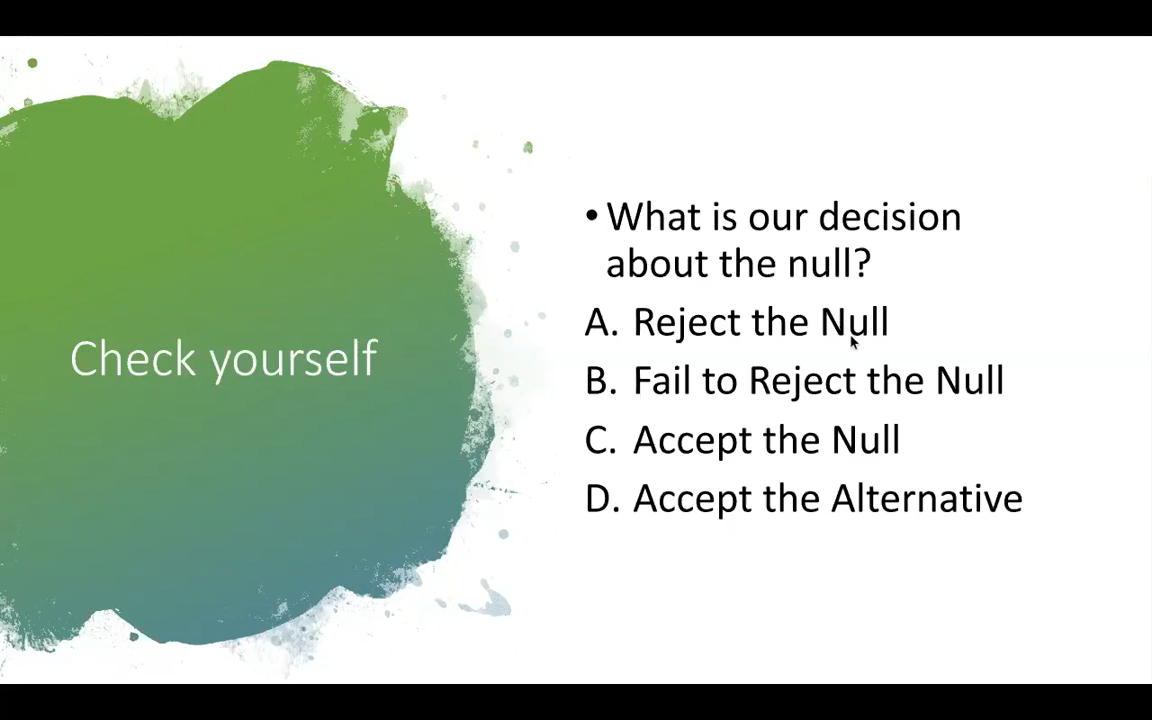 Check yourself
• What is our decision
about the null?
A. Reject the Null
B. Fail to Reject the Null
C. Accept the Null
D. Accept the Alternative